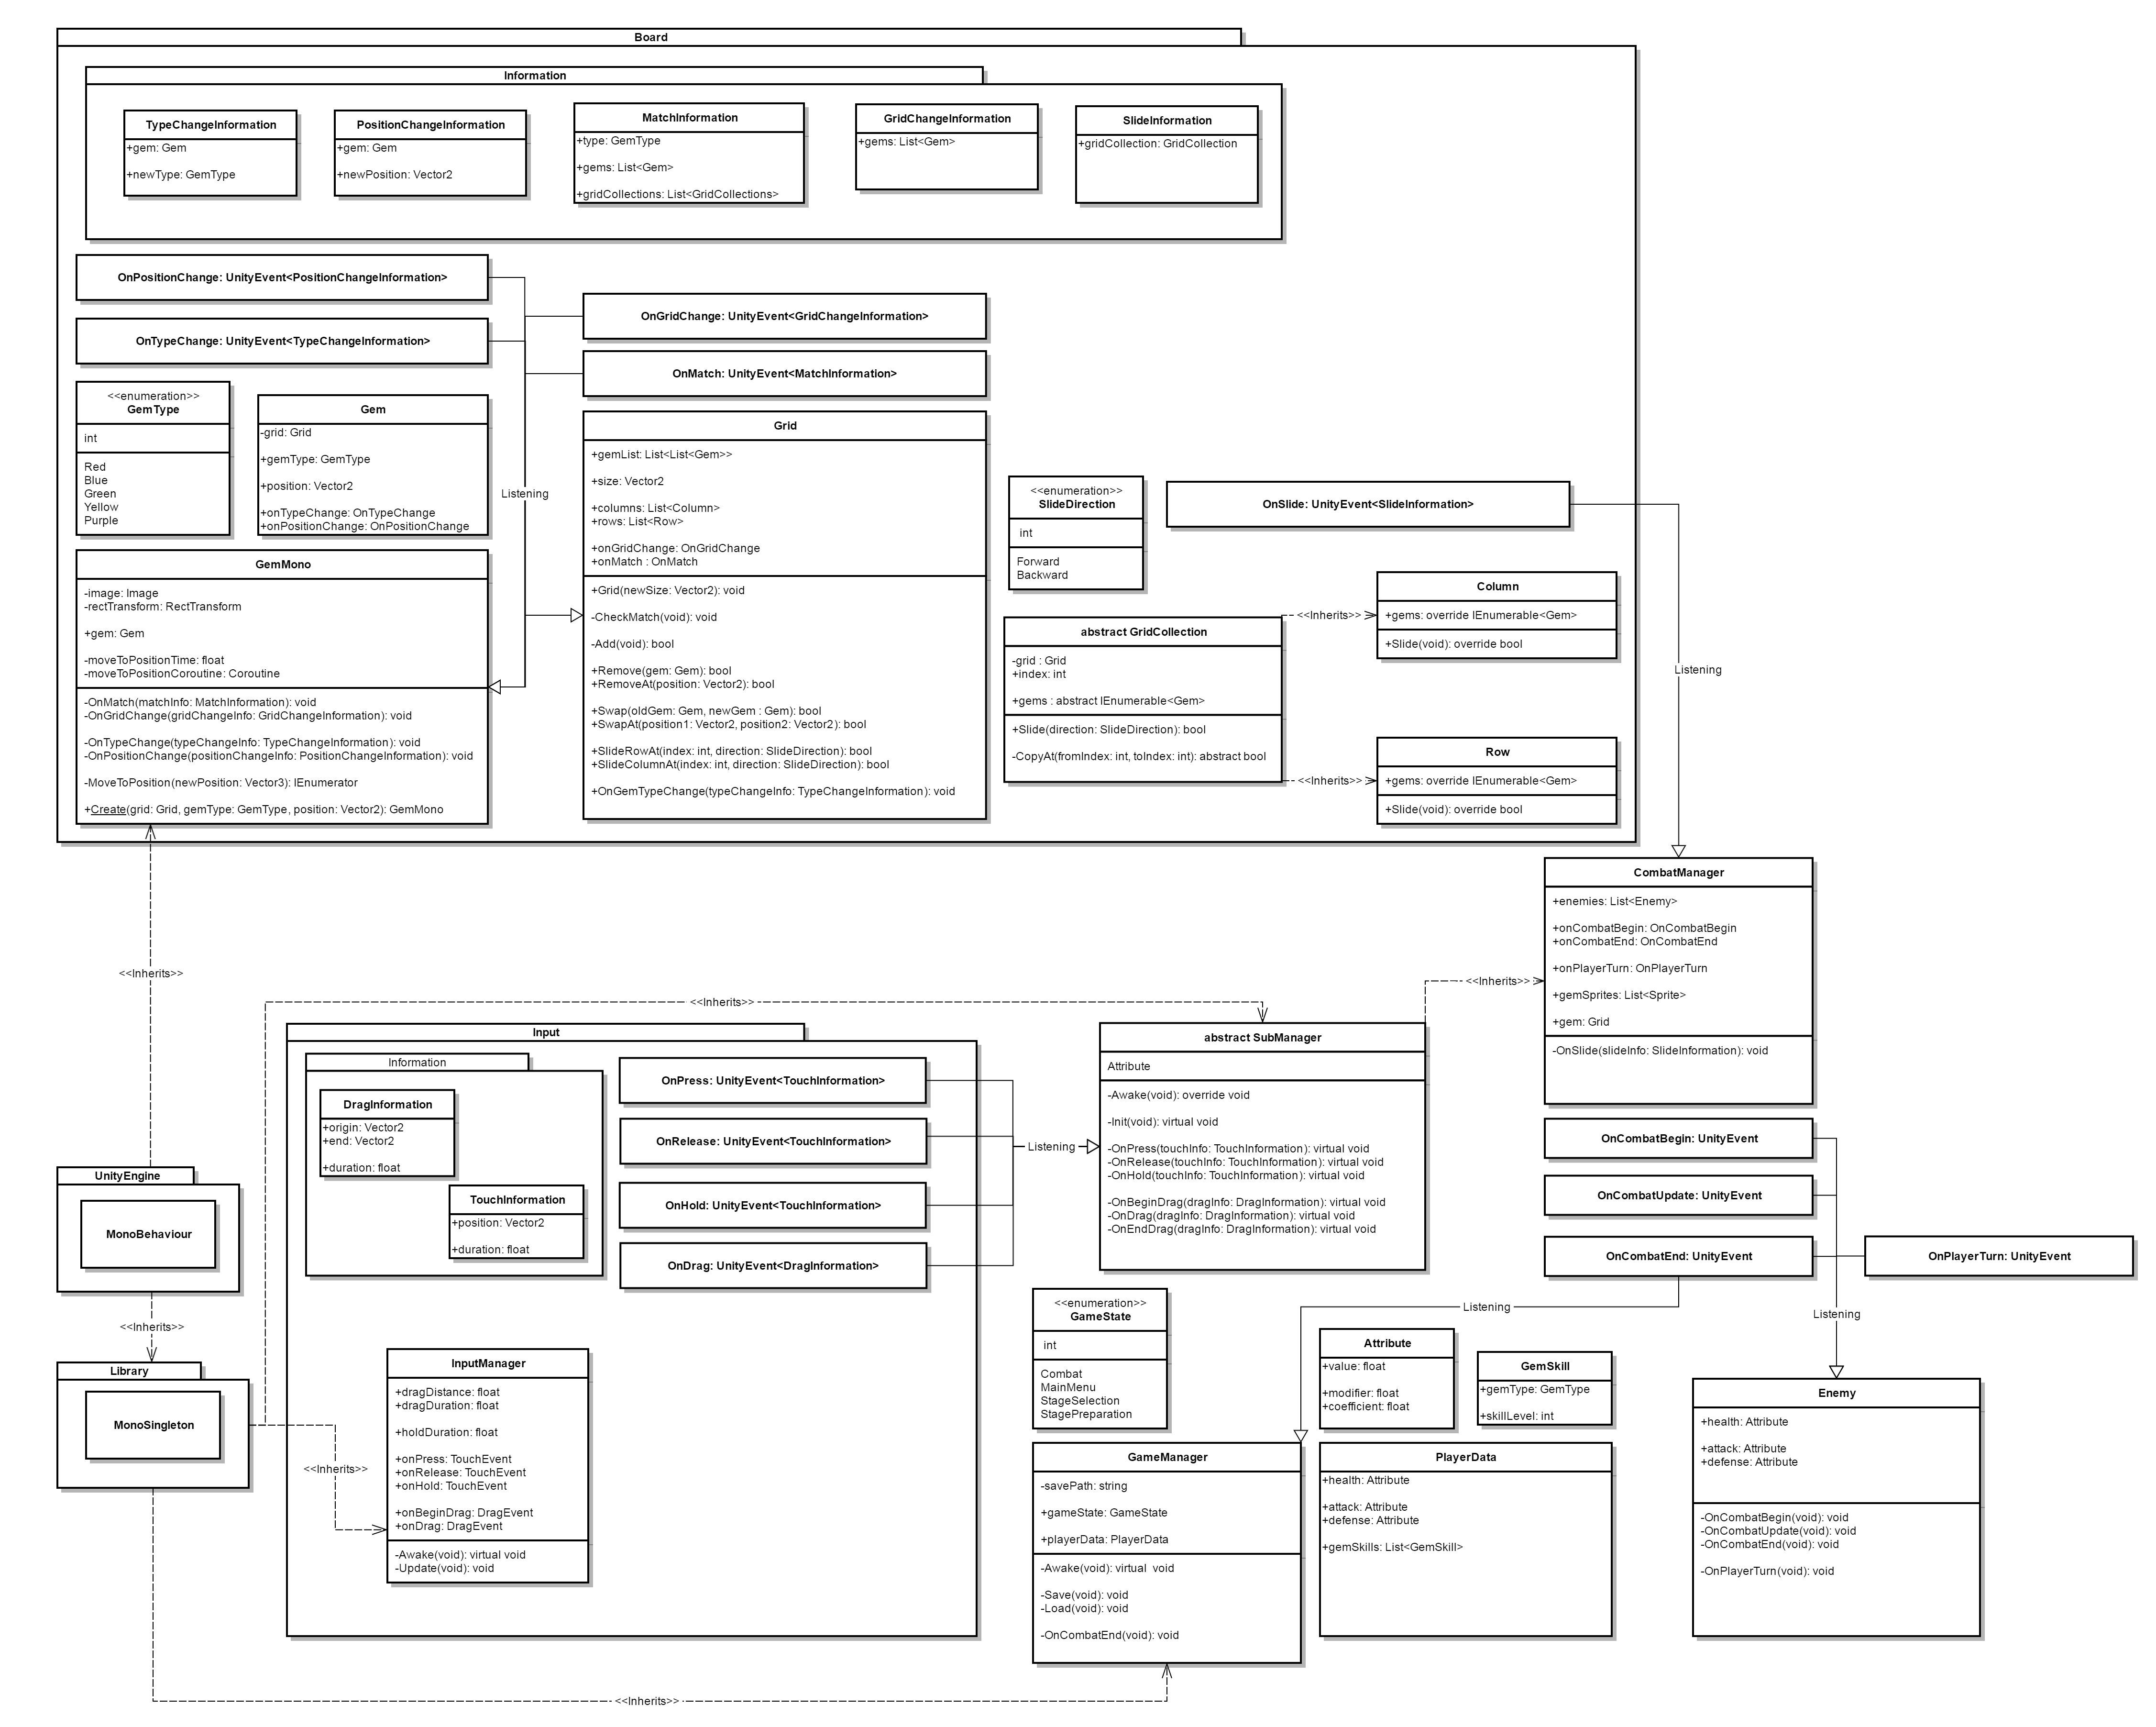 Board
Information
TypeChangeInformation
+gem: Gem
+newType: GemType
PositionChangeInformation
+gem: Gem
+newPosition: Vector2
MatchInformation
+type: GemType
+gems: List<Gem>
+gridCollections: List<GridCollections>
GridChangeInformation
+gems: List<Gem>
SlideInformation
+gridCollection: GridCollection
OnPositionChange: UnityEvent<PositionChangeInformation>
OnTypeChange: UnityEvent<TypeChangeInformation>
OnGridChange: UnityEvent<GridChangeInformation>
OnMatch: UnityEvent<MatchInformation>
<<enumeration>>
GemType
int
Red
Blue
Green
Yellow
Purple
Gem
-grid: Grid
+gemType: GemType
+position: Vector2
+onTypeChange: OnTypeChange
+onPositionChange: OnPositionChange
Listening
GemMono
-image: Image
-rectTransform: RectTransform
+gem: Gem
-moveToPositionTime: float
-moveToPositionCoroutine: Coroutine
-OnMatch(matchInfo: MatchInformation): void
-OnGridChange(gridChangeInfo: GridChangeInformation): void
-OnTypeChange(typeChangeInfo: TypeChangeInformation): void
-OnPositionChange(positionChangeInfo: PositionChangeInformation): void
-MoveToPosition(newPosition: Vector3): IEnumerator
+Create(grid: Grid, gemType: GemType, position: Vector2): GemMono
Grid
+gemList: List<List<Gem>>
+size: Vector2
+columns: List<Column>
+rows: List<Row>
+onGridChange: OnGridChange
+onMatch : OnMatch
+Grid(newSize: Vector2): void
-CheckMatch(void): void
-Add(void): bool
+Remove(gem: Gem): bool
+RemoveAt(position: Vector2): bool
+Swap(oldGem: Gem, newGem : Gem): bool
+SwapAt(position1: Vector2, position2: Vector2): bool
+SlideRowAt(index: int, direction: SlideDirection): bool
+SlideColumnAt(index: int, direction: SlideDirection): bool
+OnGemTypeChange(typeChangeInfo: TypeChangeInformation): void
<<enumeration>>
SlideDirection
int
Forward
Backward
OnSlide: UnityEvent<SlideInformation>
abstract GridCollection
-grid : Grid
+index: int
+gems : abstract IEnumerable<Gem>
+Slide(direction: SlideDirection): bool
-CopyAt(fromIndex: int, toIndex: int): abstract bool
<<Inherits>>
<<Inherits>>
Column
+gems: override IEnumerable<Gem>
+Slide(void): override bool
Row
+gems: override IEnumerable<Gem>
+Slide(void): override bool
Listening
CombatManager
+enemies: List<Enemy>
+onCombatBegin: OnCombatBegin
+onCombatEnd: OnCombatEnd
+onPlayerTurn: OnPlayerTurn
+gemSprites: List<Sprite>
+gem: Grid
-OnSlide(slideInfo: SlideInformation): void
<<Inherits>>
<<Inherits>>
<<Inherits>>
Input
Information
DragInformation
+origin: Vector2
+end: Vector2
+duration: float
TouchInformation
+position: Vector2
+duration: float
OnPress: UnityEvent<TouchInformation>
OnRelease: UnityEvent<TouchInformation>
OnHold: UnityEvent<TouchInformation>
OnDrag: UnityEvent<DragInformation>
Listening
abstract SubManager
Attribute
-Awake(void): override void
-Init(void): virtual void
-OnPress(touchInfo: TouchInformation): virtual void
-OnRelease(touchInfo: TouchInformation): virtual void
-OnHold(touchInfo: TouchInformation): virtual void
-OnBeginDrag(dragInfo: DragInformation): virtual void
-OnDrag(dragInfo: DragInformation): virtual void
-OnEndDrag(dragInfo: DragInformation): virtual void
OnCombatBegin: UnityEvent
OnCombatUpdate: UnityEvent
OnCombatEnd: UnityEvent
OnPlayerTurn: UnityEvent
Listening
Listening
UnityEngine
MonoBehaviour
<<Inherits>>
Library
MonoSingleton
<<Inherits>>
InputManager
+dragDistance: float
+dragDuration: float
+holdDuration: float
+onPress: TouchEvent
+onRelease: TouchEvent
+onHold: TouchEvent
+onBeginDrag: DragEvent
+onDrag: DragEvent
-Awake(void): virtual void
-Update(void): void
<<enumeration>>
GameState
int
Combat
MainMenu
StageSelection
StagePreparation
Attribute
+value: float
+modifier: float
+coefficient: float
GemSkill
+gemType: GemType
+skillLevel: int
GameManager
-savePath: string
+gameState: GameState
+playerData: PlayerData
-Awake(void): virtual  void
-Save(void): void
-Load(void): void
-OnCombatEnd(void): void
PlayerData
+health: Attribute
+attack: Attribute
+defense: Attribute
+gemSkills: List<GemSkill>
Enemy
+health: Attribute
+attack: Attribute
+defense: Attribute
-OnCombatBegin(void): void
-OnCombatUpdate(void): void
-OnCombatEnd(void): void
-OnPlayerTurn(void): void
<<Inherits>>